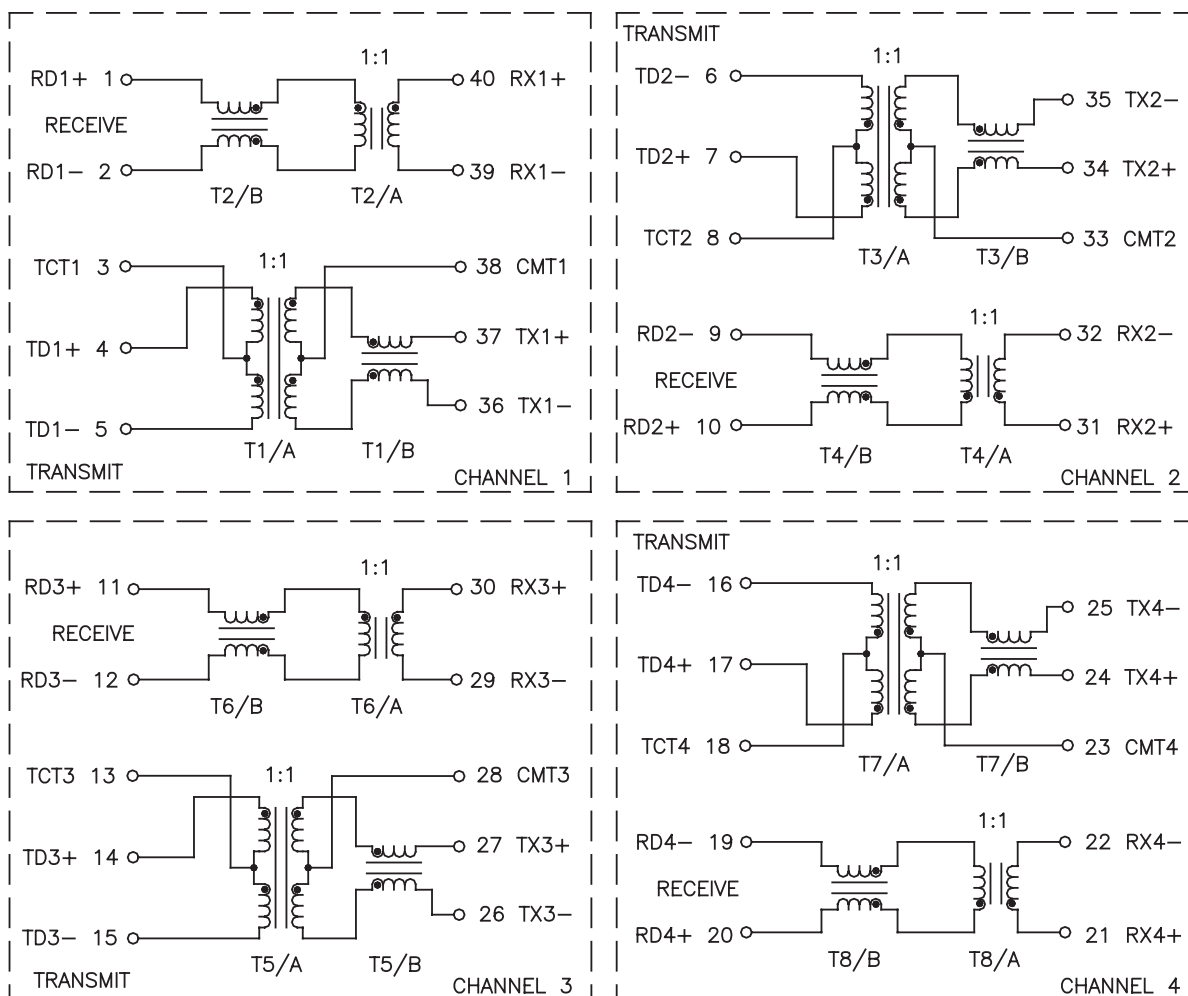 1:1
RD1+ 1
40 RX1+
RECEIVE
RD1− 2
39 RX1−
T2/B
T2/A
TCT1 3
1:1
38 CMT1
TD1+ 4
37 TX1+
36 TX1−
TD1− 5
T1/A
T1/B
TRANSMIT
CHANNEL 1
TRANSMIT
1:1
TD2− 6
35 TX2−
TD2+ 7
34 TX2+
TCT2 8
33 CMT2
T3/A
T3/B
1:1
RD2− 9
32 RX2−
RECEIVE
RD2+ 10
31 RX2+
T4/B
T4/A
CHANNEL 2
1:1
RD3+ 11
30 RX3+
RECEIVE
RD3− 12
29 RX3−
T6/B
T6/A
TCT3 13
1:1
28 CMT3
TD3+ 14
27 TX3+
26 TX3−
TD3− 15
T5/A
T5/B
TRANSMIT
CHANNEL 3
TRANSMIT
1:1
TD4− 16
25 TX4−
TD4+ 17
24 TX4+
TCT4 18
23 CMT4
T7/A
T7/B
1:1
RD4− 19
22 RX4−
RECEIVE
RD4+ 20
21 RX4+
T8/B
T8/A
CHANNEL 4